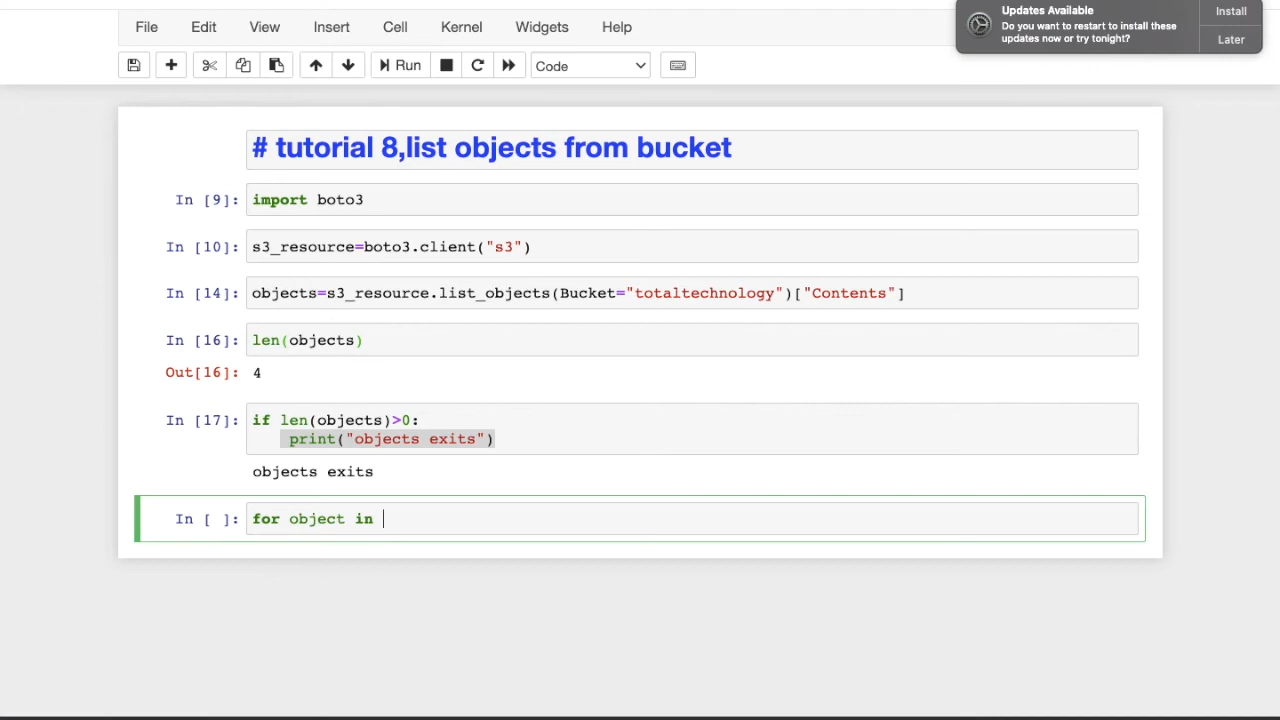 File Edit View Insert Cell Kernel Widgets Help
Updates Available
Do you want to restart to install these
updates now or try tonight?
Install
Later
Run
Code
# tutorial 8,list objects from bucket
In [9]: import boto3
In [10]: s3_resource=boto3.client("s3")
In [14]: objects=s3_resource.list_objects(Bucket="totaltechnology")["Contents"]
In [16]: len(objects)
Out[16]: 4
In [17]: if len(objects)>0:
print("objects exits")
objects exits
In [ ]: for object in